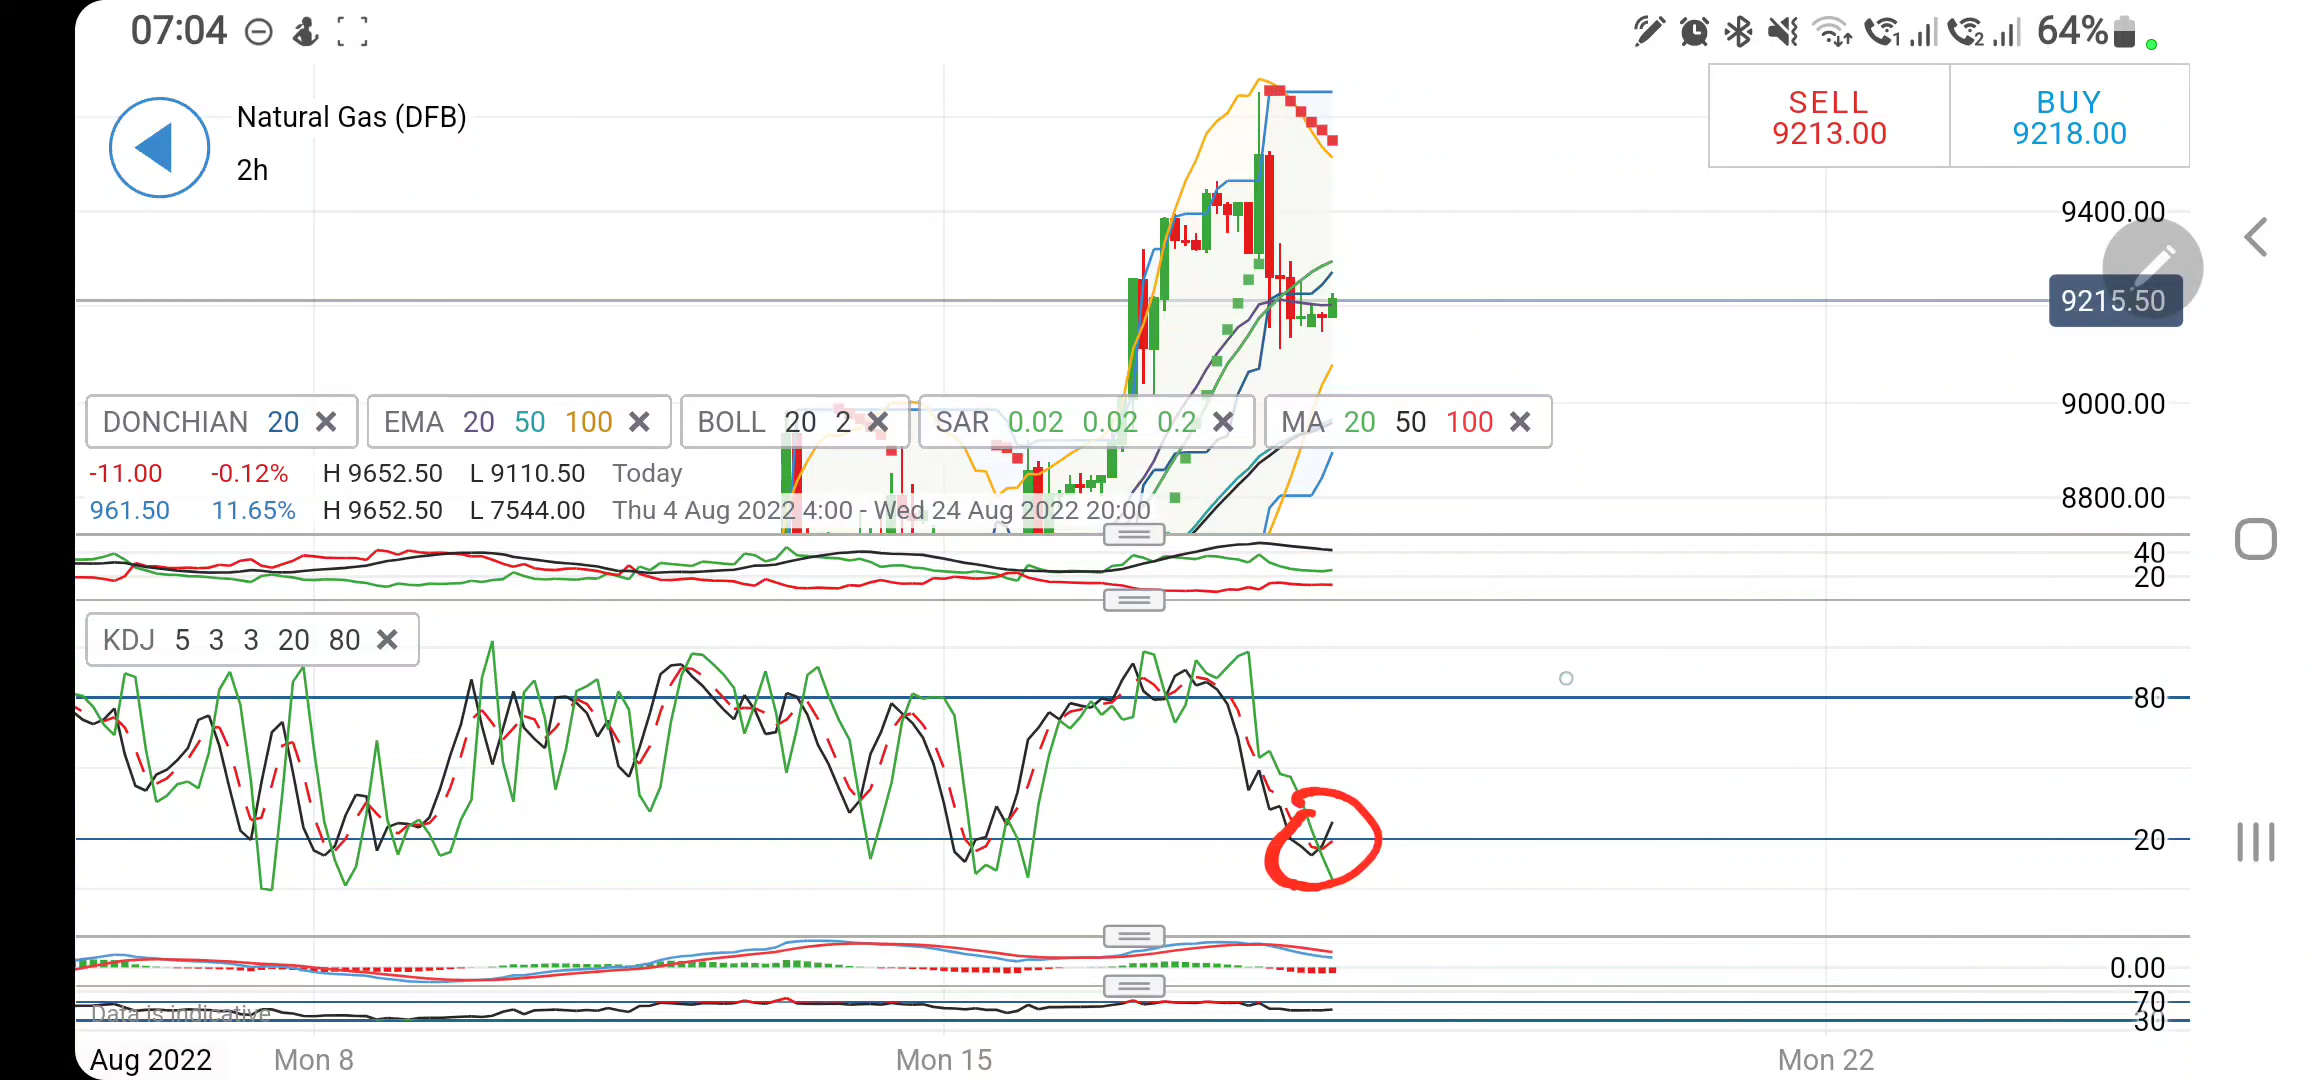 07:04
64%
Natural Gas (DFB)
2h
SELL
9213.00
BUY
9218.00
9400.00
9215.50
9000.00
8800.00
DONCHIAN 20
EMA 20 50 100
BOLL 20 2
SAR 0.02 0.02 0.2
MA 20 50 100
-11.00 -0.12% H 9652.50 L 9110.50 Today
961.50 11.65% H 9652.50 L 7544.00 Thu 4 Aug 2022 4:00 - Wed 24 Aug 2022 20:00
40
20
KDJ 5 3 3 20 80
80
20
0.00
70
30
Data is indicative
Aug 2022 Mon 8 Mon 15 Mon 22